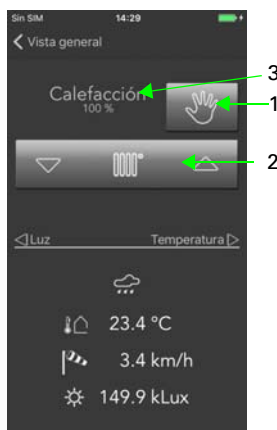 Sin SIM 14:29
Vista general
3
Calefacción
100 %
1
2
Luz Temperatura
23.4 °C
3.4 km/h
149.9 kLux